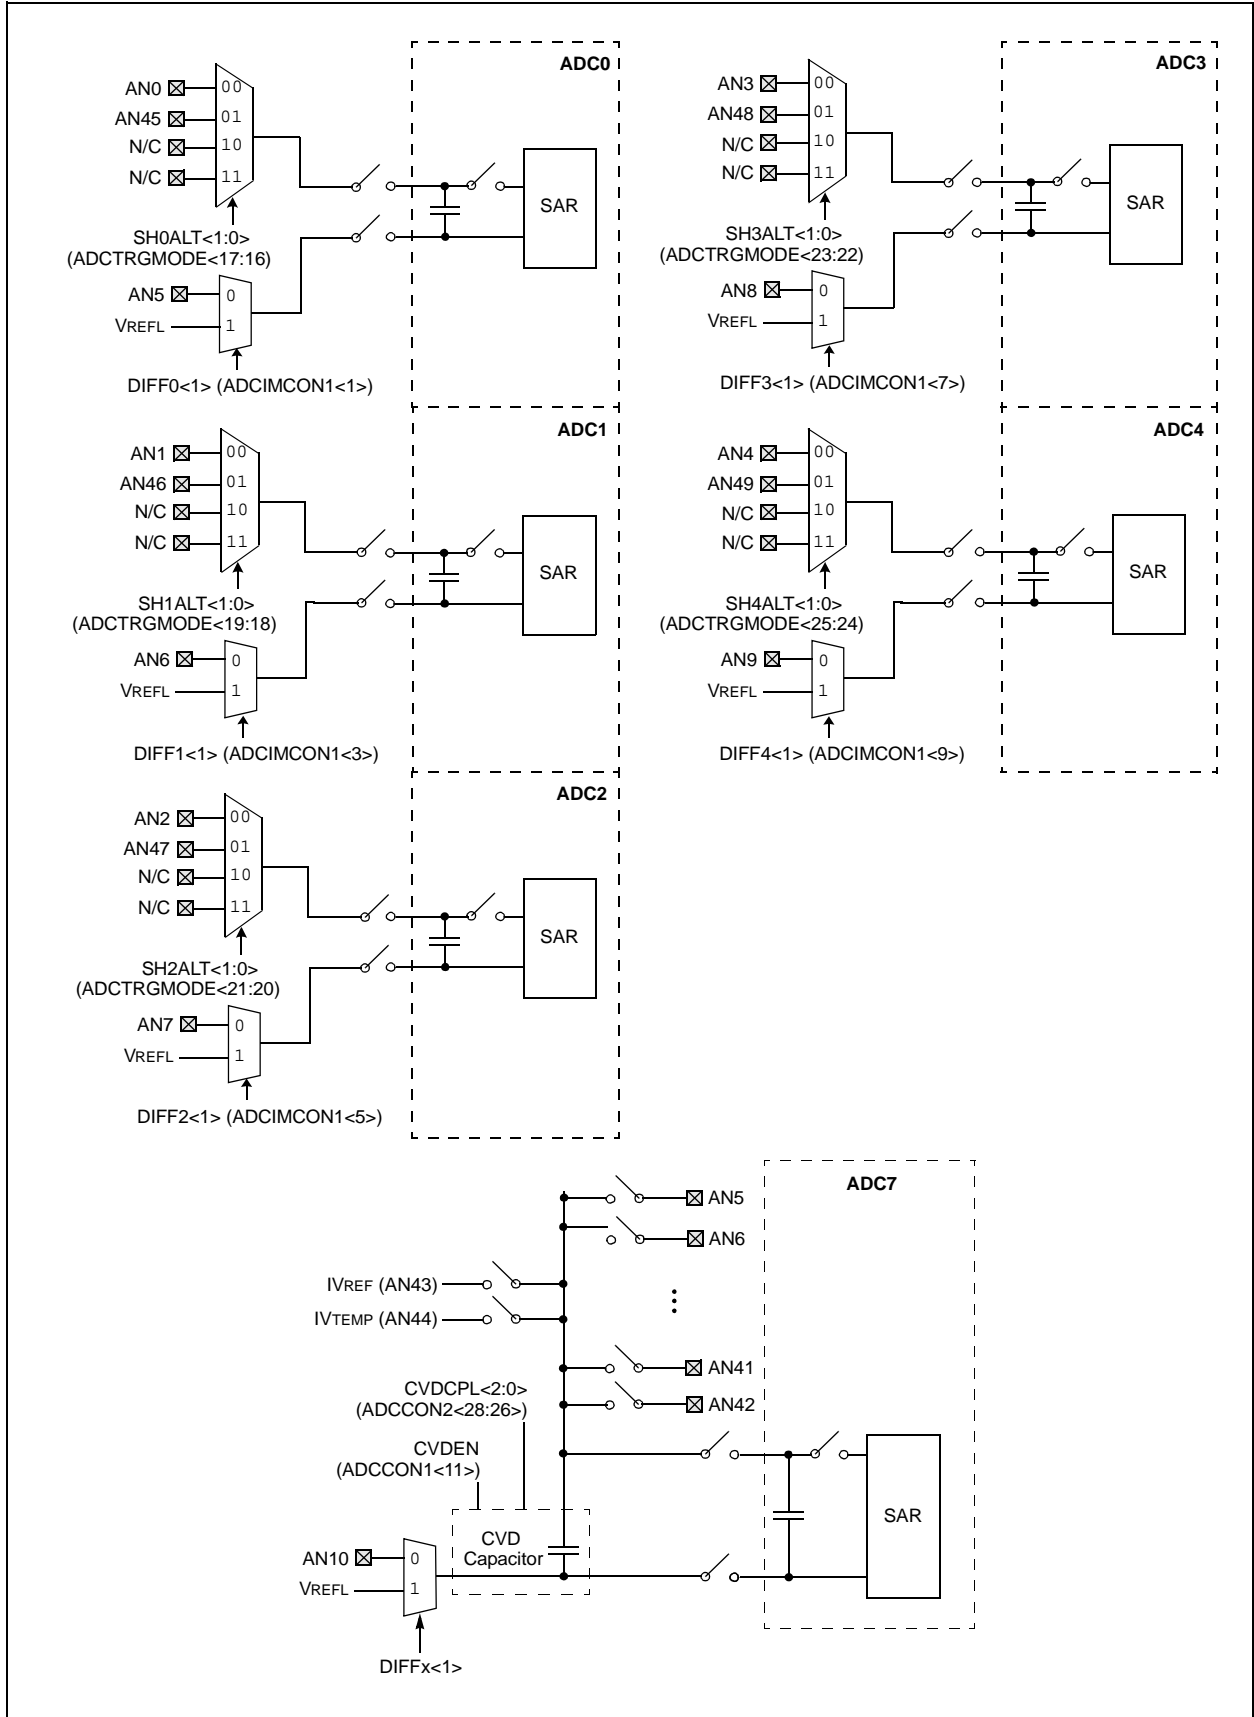 ADC0
AN0
00
AN45
01
N/C
10
N/C
11
SAR
SH0ALT<1:0>
(ADCTRGMODE<17:16)
AN5
0
VREFL
1
DIFF0<1> (ADCIMCON1<1>)
ADC3
AN3
00
AN48
01
N/C
10
N/C
11
SAR
SH3ALT<1:0>
(ADCTRGMODE<23:22)
AN8
0
VREFL
1
DIFF3<1> (ADCIMCON1<7>)
ADC1
AN1
00
AN46
01
N/C
10
N/C
11
SAR
SH1ALT<1:0>
(ADCTRGMODE<19:18)
AN6
0
VREFL
1
DIFF1<1> (ADCIMCON1<3>)
ADC4
AN4
00
AN49
01
N/C
10
N/C
11
SAR
SH4ALT<1:0>
(ADCTRGMODE<25:24)
AN9
0
VREFL
1
DIFF4<1> (ADCIMCON1<9>)
ADC2
AN2
00
AN47
01
N/C
10
N/C
11
SAR
SH2ALT<1:0>
(ADCTRGMODE<21:20)
AN7
0
VREFL
1
DIFF2<1> (ADCIMCON1<5>)
ADC7
AN5
AN6
IVREF (AN43)
IVTEMP (AN44)
AN41
AN42
CVDCPL<2:0>
(ADCCON2<28:26>)
CVDEN
(ADCCON1<11>)
SAR
CVD
Capacitor
AN10
0
VREFL
1
DIFFx<1>